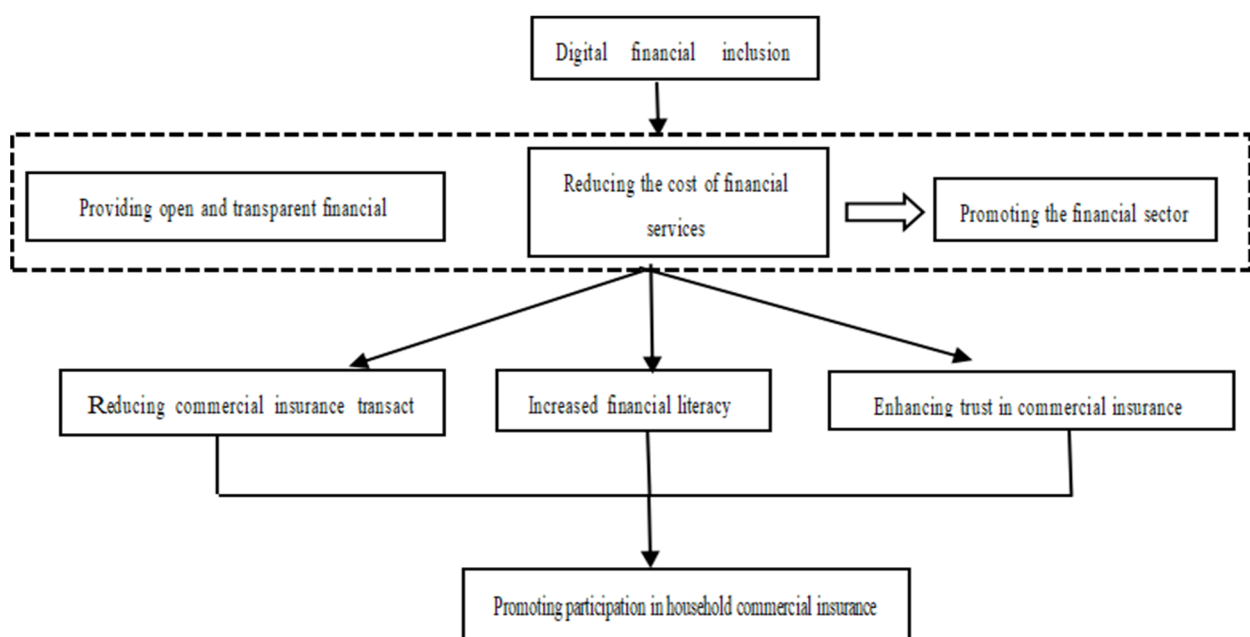 Digital financial inclusion
Providing open and transparent financial
Reducing the cost of financial
services
Promoting the financial sector
Reducing commercial insurance transact
Increased financial literacy
Enhancing trust in commercial insurance
Promoting participation in household commercial insurance